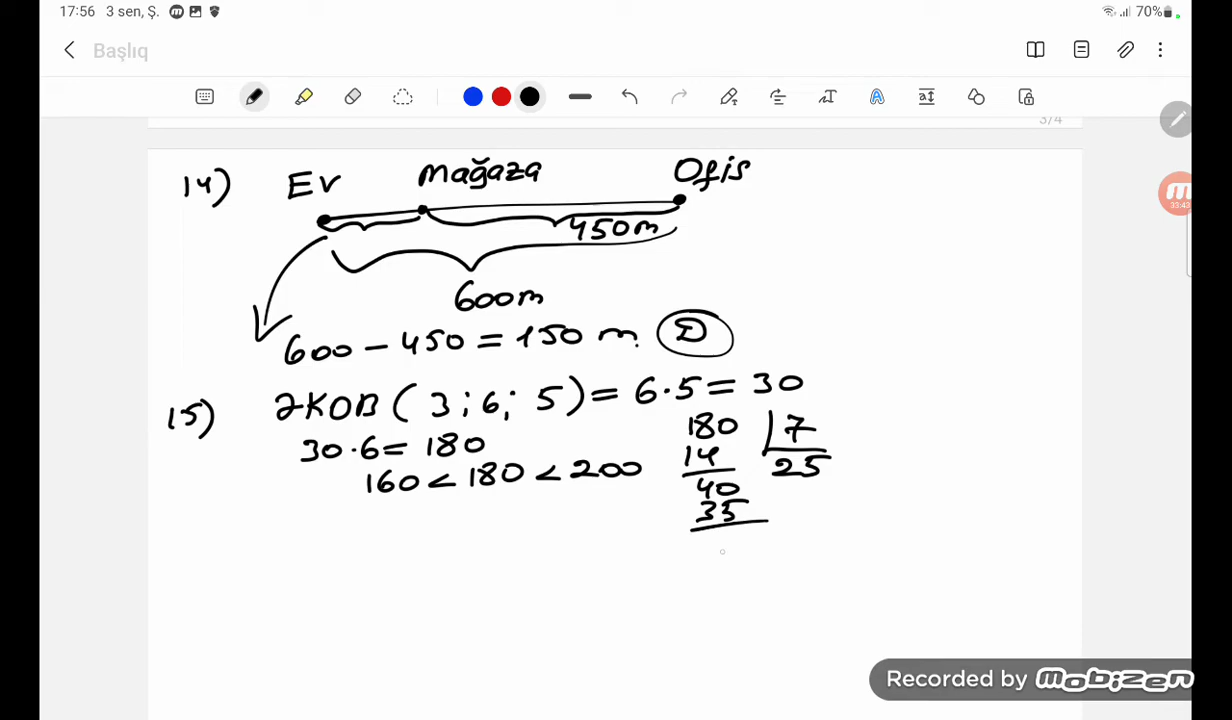 17:56 3 sen, Ş. 70%
Başlıq
3/4
33:43
14) Ev mağaza Ofis
450m
600m
600 - 450 = 150 m. D
15) ƏKOB ( 3 ; 6 ; 5 ) = 6 · 5 = 30
30 · 6 = 180
160 < 180 < 200
180 | 7
14 25
40
35
Recorded by mobizen